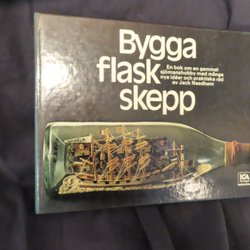 Bygga
flask
skepp
En bok om en gammal
sjömanshobby med många
nya idéer och praktiska råd
av Jack Needham
ICA